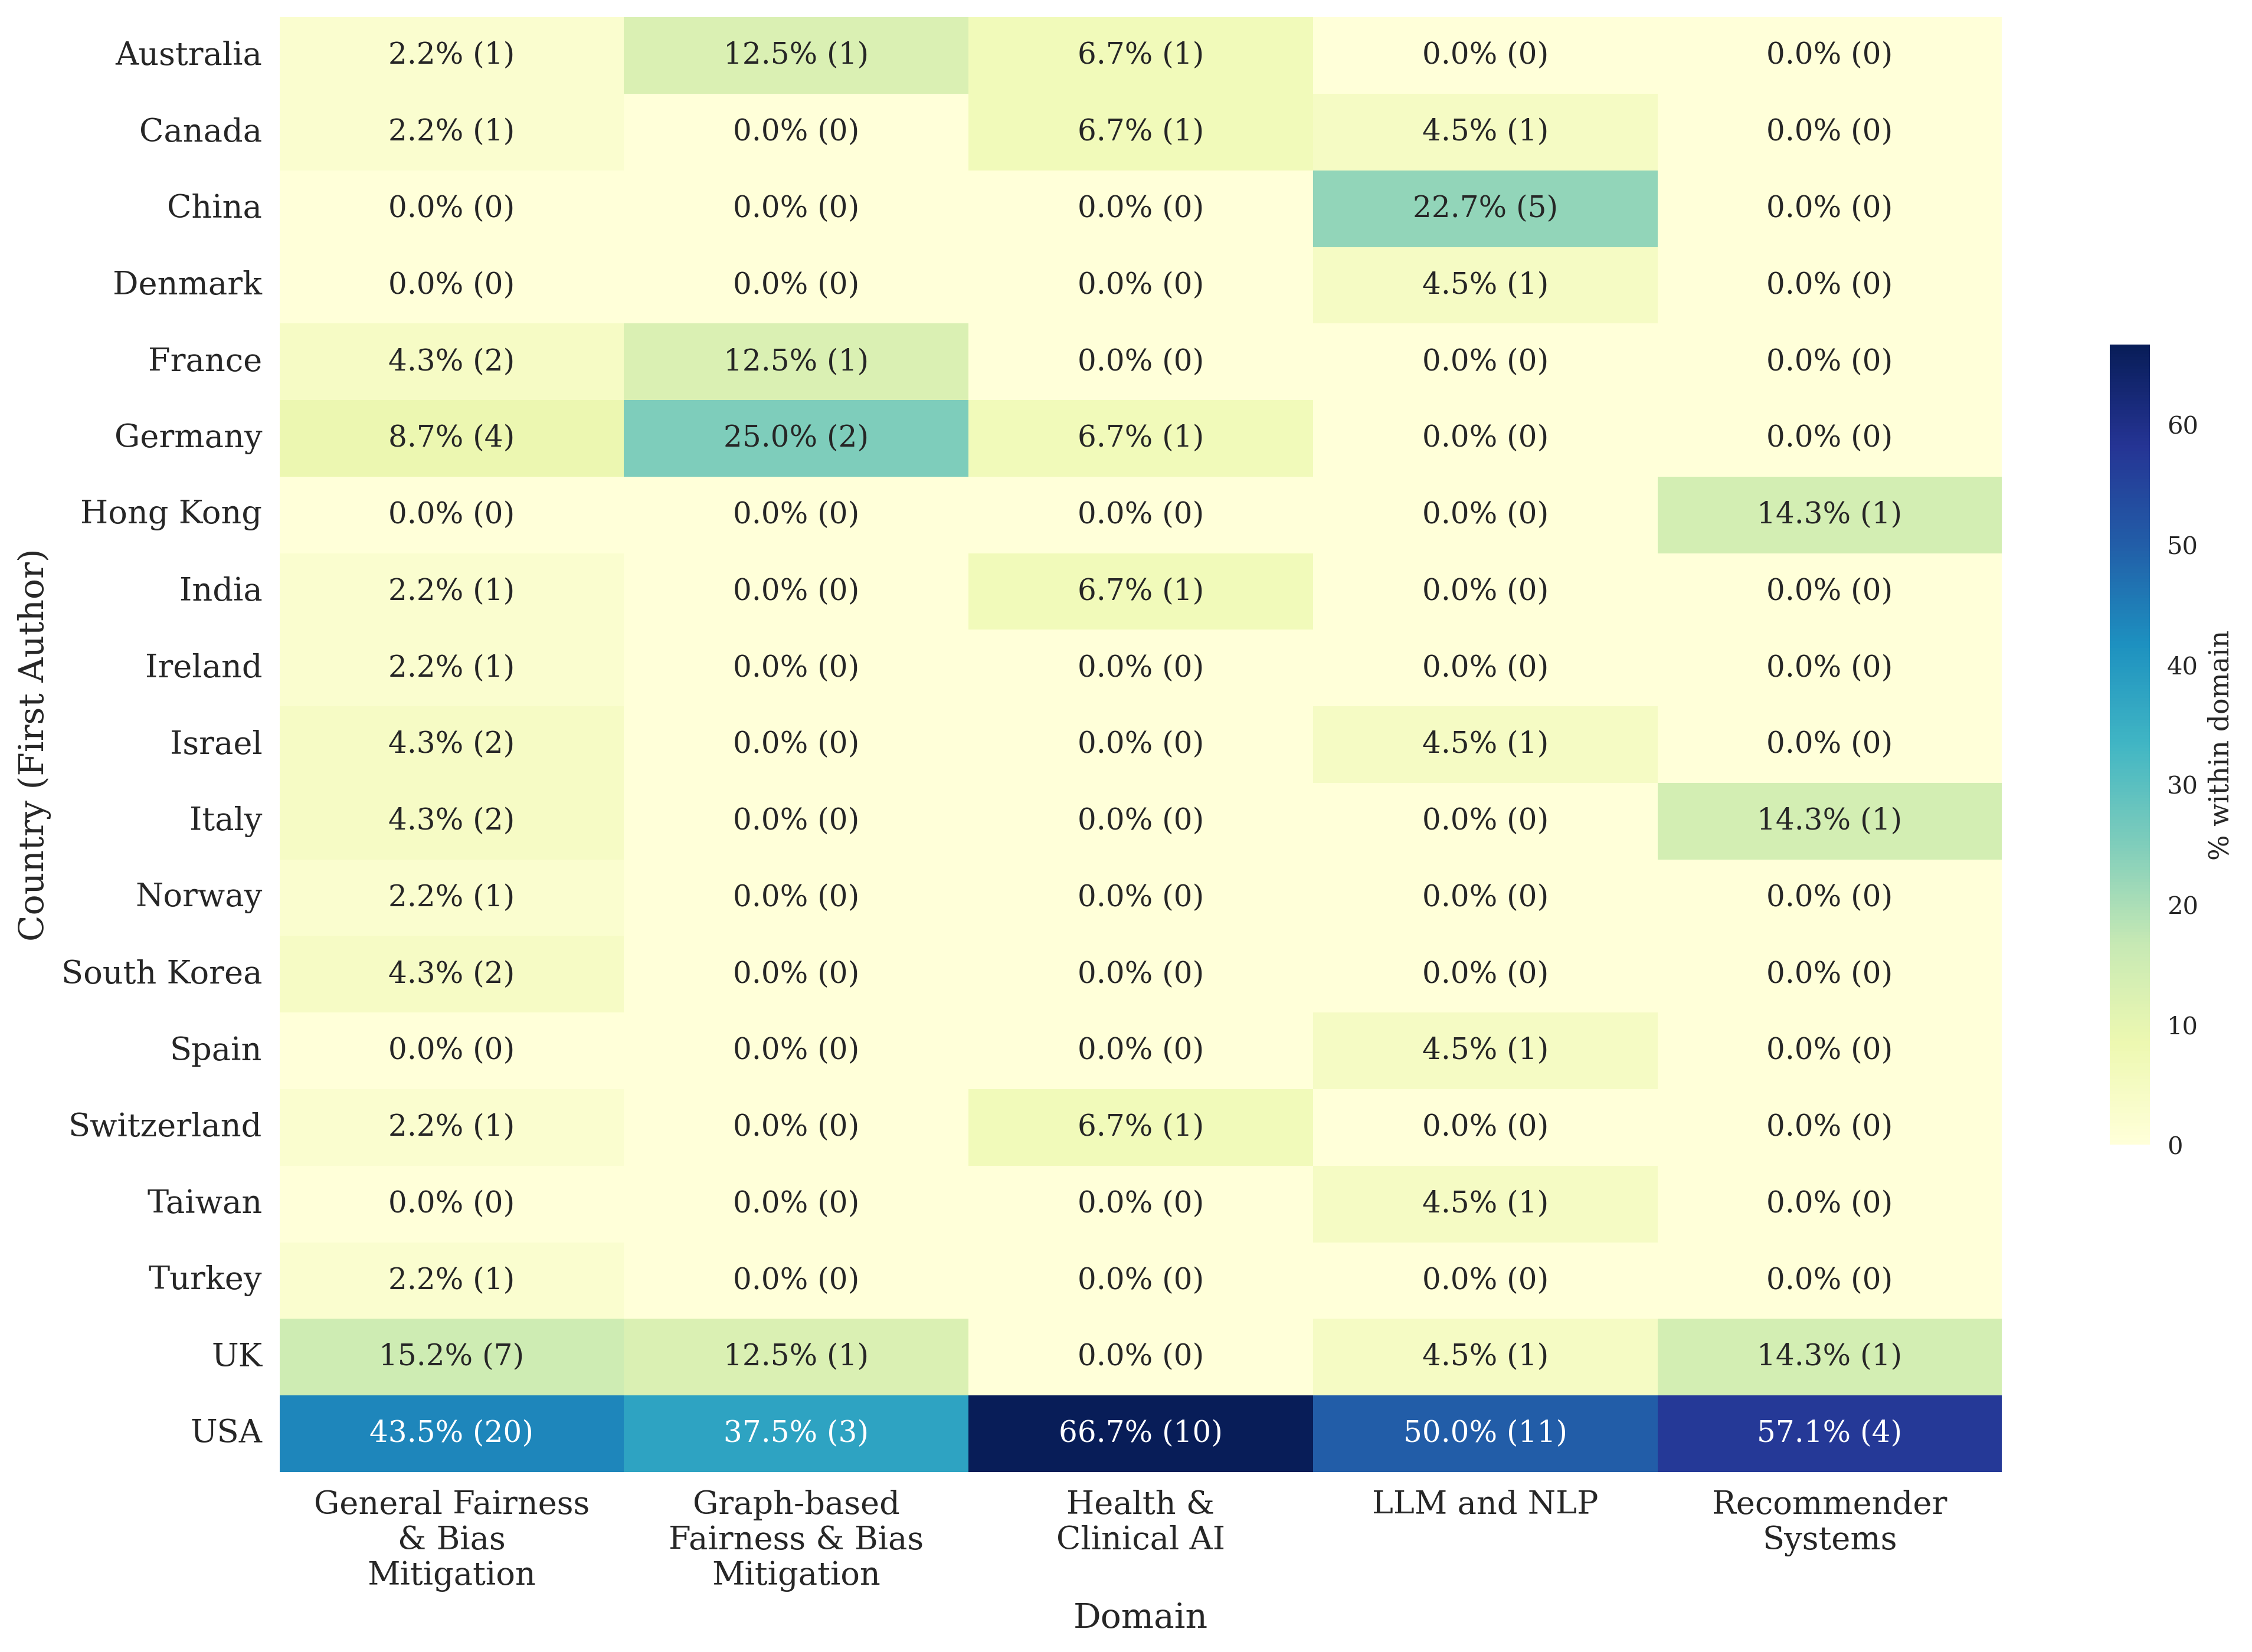 Australia 2.2% (1) 12.5% (1) 6.7% (1) 0.0% (0) 0.0% (0)
Canada 2.2% (1) 0.0% (0) 6.7% (1) 4.5% (1) 0.0% (0)
China 0.0% (0) 0.0% (0) 0.0% (0) 22.7% (5) 0.0% (0)
Denmark 0.0% (0) 0.0% (0) 0.0% (0) 4.5% (1) 0.0% (0)
France 4.3% (2) 12.5% (1) 0.0% (0) 0.0% (0) 0.0% (0)
Germany 8.7% (4) 25.0% (2) 6.7% (1) 0.0% (0) 0.0% (0)
Hong Kong 0.0% (0) 0.0% (0) 0.0% (0) 0.0% (0) 14.3% (1)
India 2.2% (1) 0.0% (0) 6.7% (1) 0.0% (0) 0.0% (0)
Ireland 2.2% (1) 0.0% (0) 0.0% (0) 0.0% (0) 0.0% (0)
Israel 4.3% (2) 0.0% (0) 0.0% (0) 4.5% (1) 0.0% (0)
Italy 4.3% (2) 0.0% (0) 0.0% (0) 0.0% (0) 14.3% (1)
Norway 2.2% (1) 0.0% (0) 0.0% (0) 0.0% (0) 0.0% (0)
South Korea 4.3% (2) 0.0% (0) 0.0% (0) 0.0% (0) 0.0% (0)
Spain 0.0% (0) 0.0% (0) 0.0% (0) 4.5% (1) 0.0% (0)
Switzerland 2.2% (1) 0.0% (0) 6.7% (1) 0.0% (0) 0.0% (0)
Taiwan 0.0% (0) 0.0% (0) 0.0% (0) 4.5% (1) 0.0% (0)
Turkey 2.2% (1) 0.0% (0) 0.0% (0) 0.0% (0) 0.0% (0)
UK 15.2% (7) 12.5% (1) 0.0% (0) 4.5% (1) 14.3% (1)
USA 43.5% (20) 37.5% (3) 66.7% (10) 50.0% (11) 57.1% (4)
Country (First Author)
General Fairness
& Bias
Mitigation
Graph-based
Fairness & Bias
Mitigation
Health &
Clinical AI
LLM and NLP
Recommender
Systems
Domain
60
50
40
30
20
10
0
% within domain